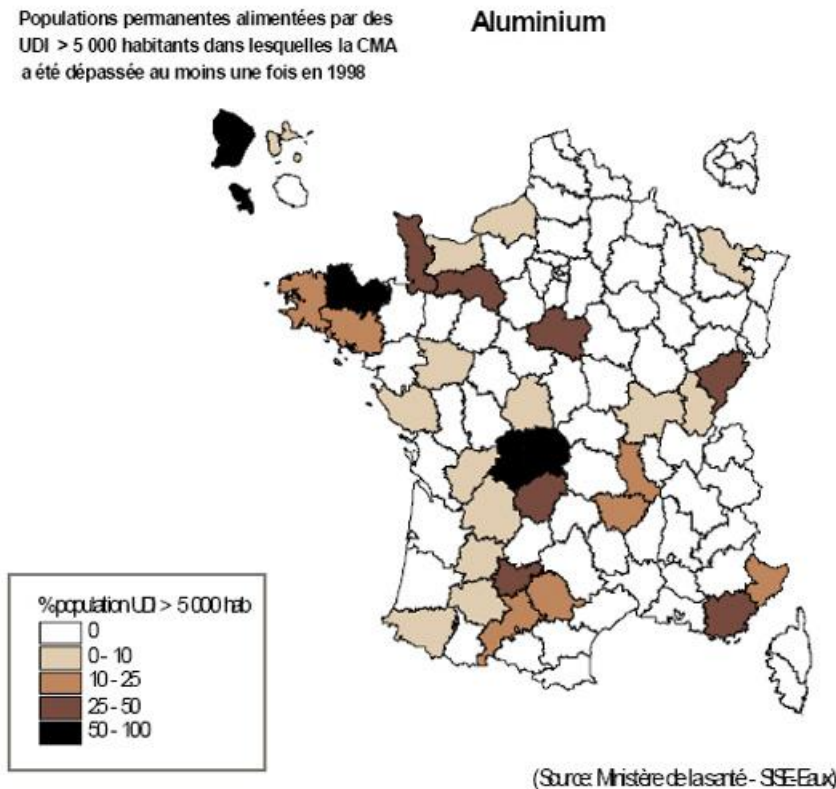 Populations permanentes alimentées par des
UDI > 5 000 habitants dans lesquelles la CMA
a été dépassée au moins une fois en 1998
Aluminium
%population UDI > 5 000 hab
0
0 - 10
10 - 25
25 - 50
50 - 100
(Source: Ministère de la santé - SISE-Eaux)